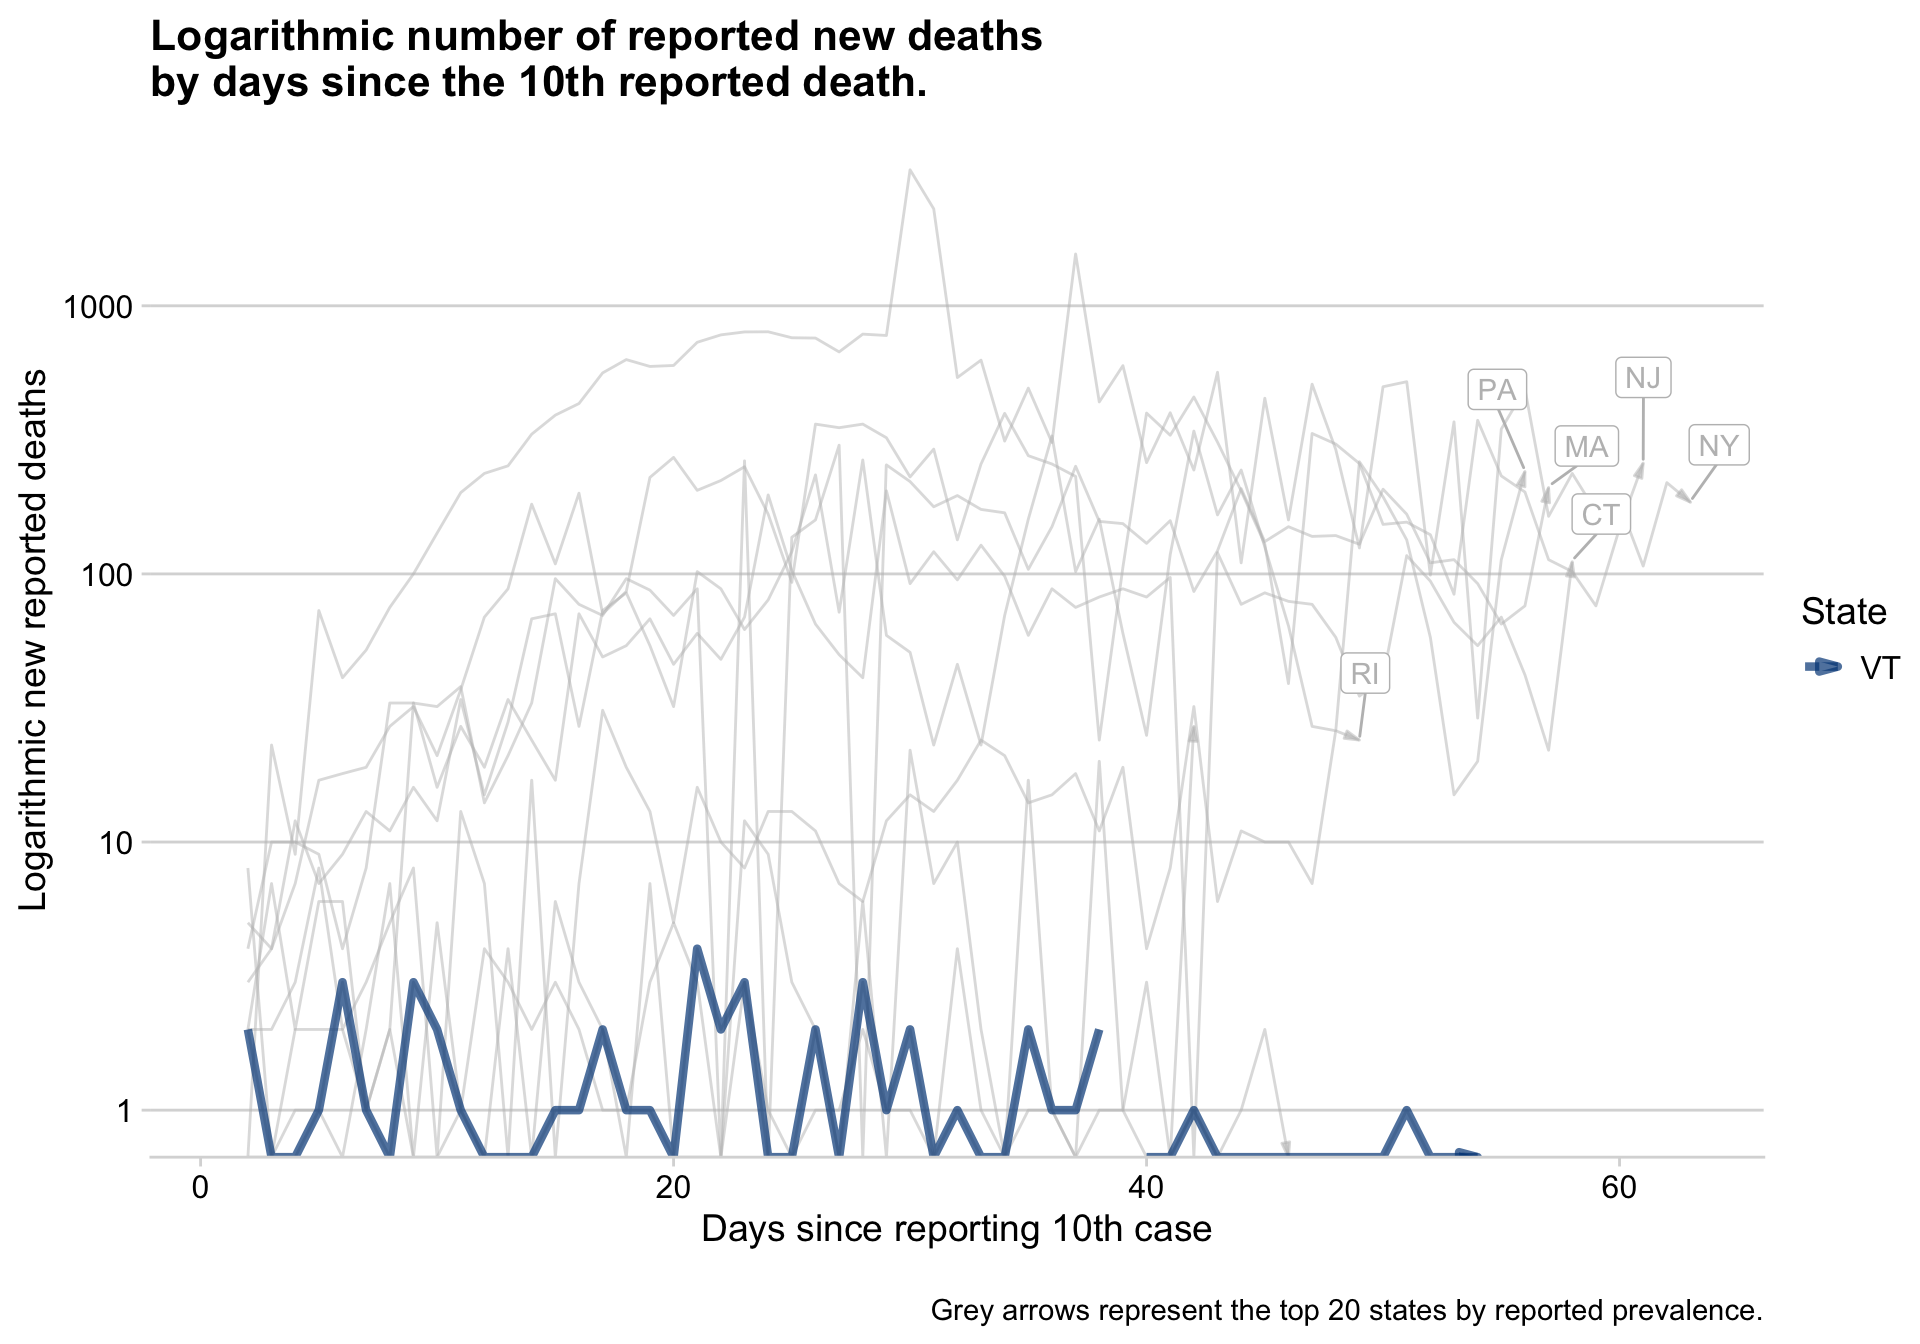 Logarithmic number of reported new deaths
by days since the 10th reported death.
Logarithmic new reported deaths
1000
100
10
1
PA
NJ
MA
NY
CT
RI
State
VT
0
20
40
60
Days since reporting 10th case
Grey arrows represent the top 20 states by reported prevalence.